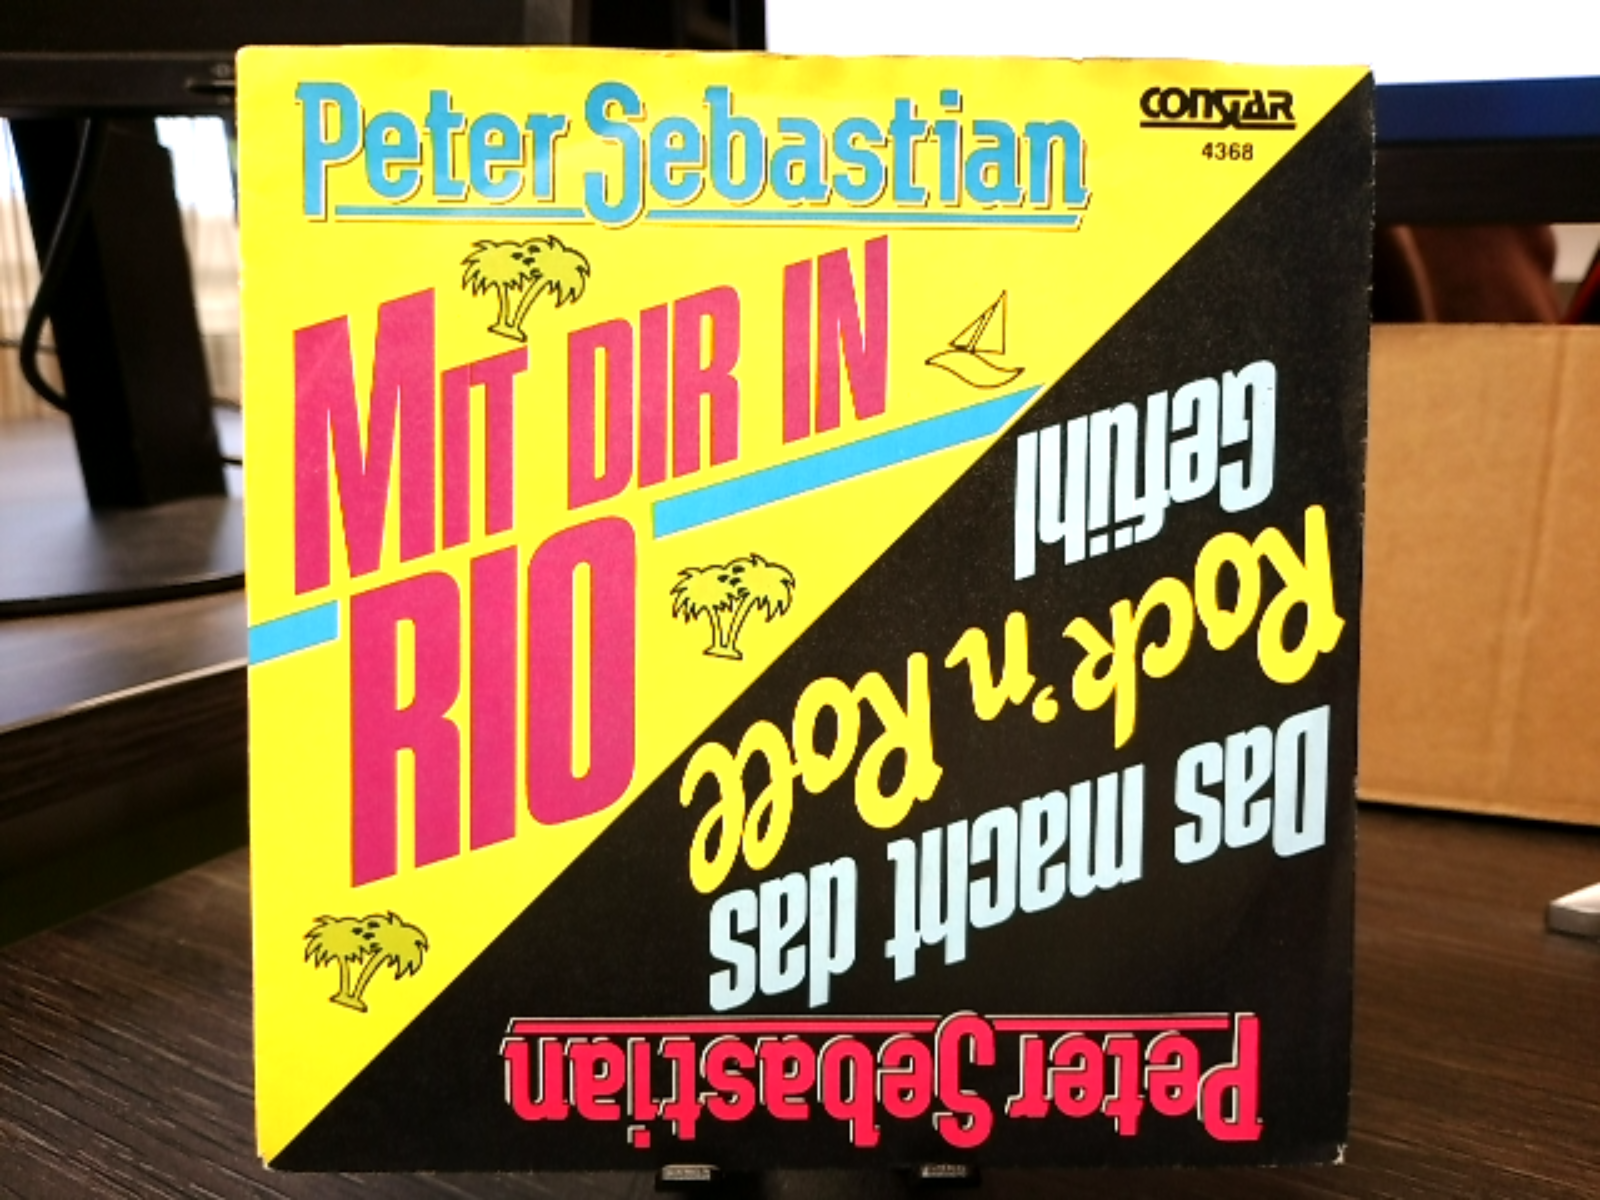 Peter Sebastian
CONSTAR
4368
MIT DIR IN
RIO
Peter Sebastian
Das macht das
Rock 'n Roll
Gefühl